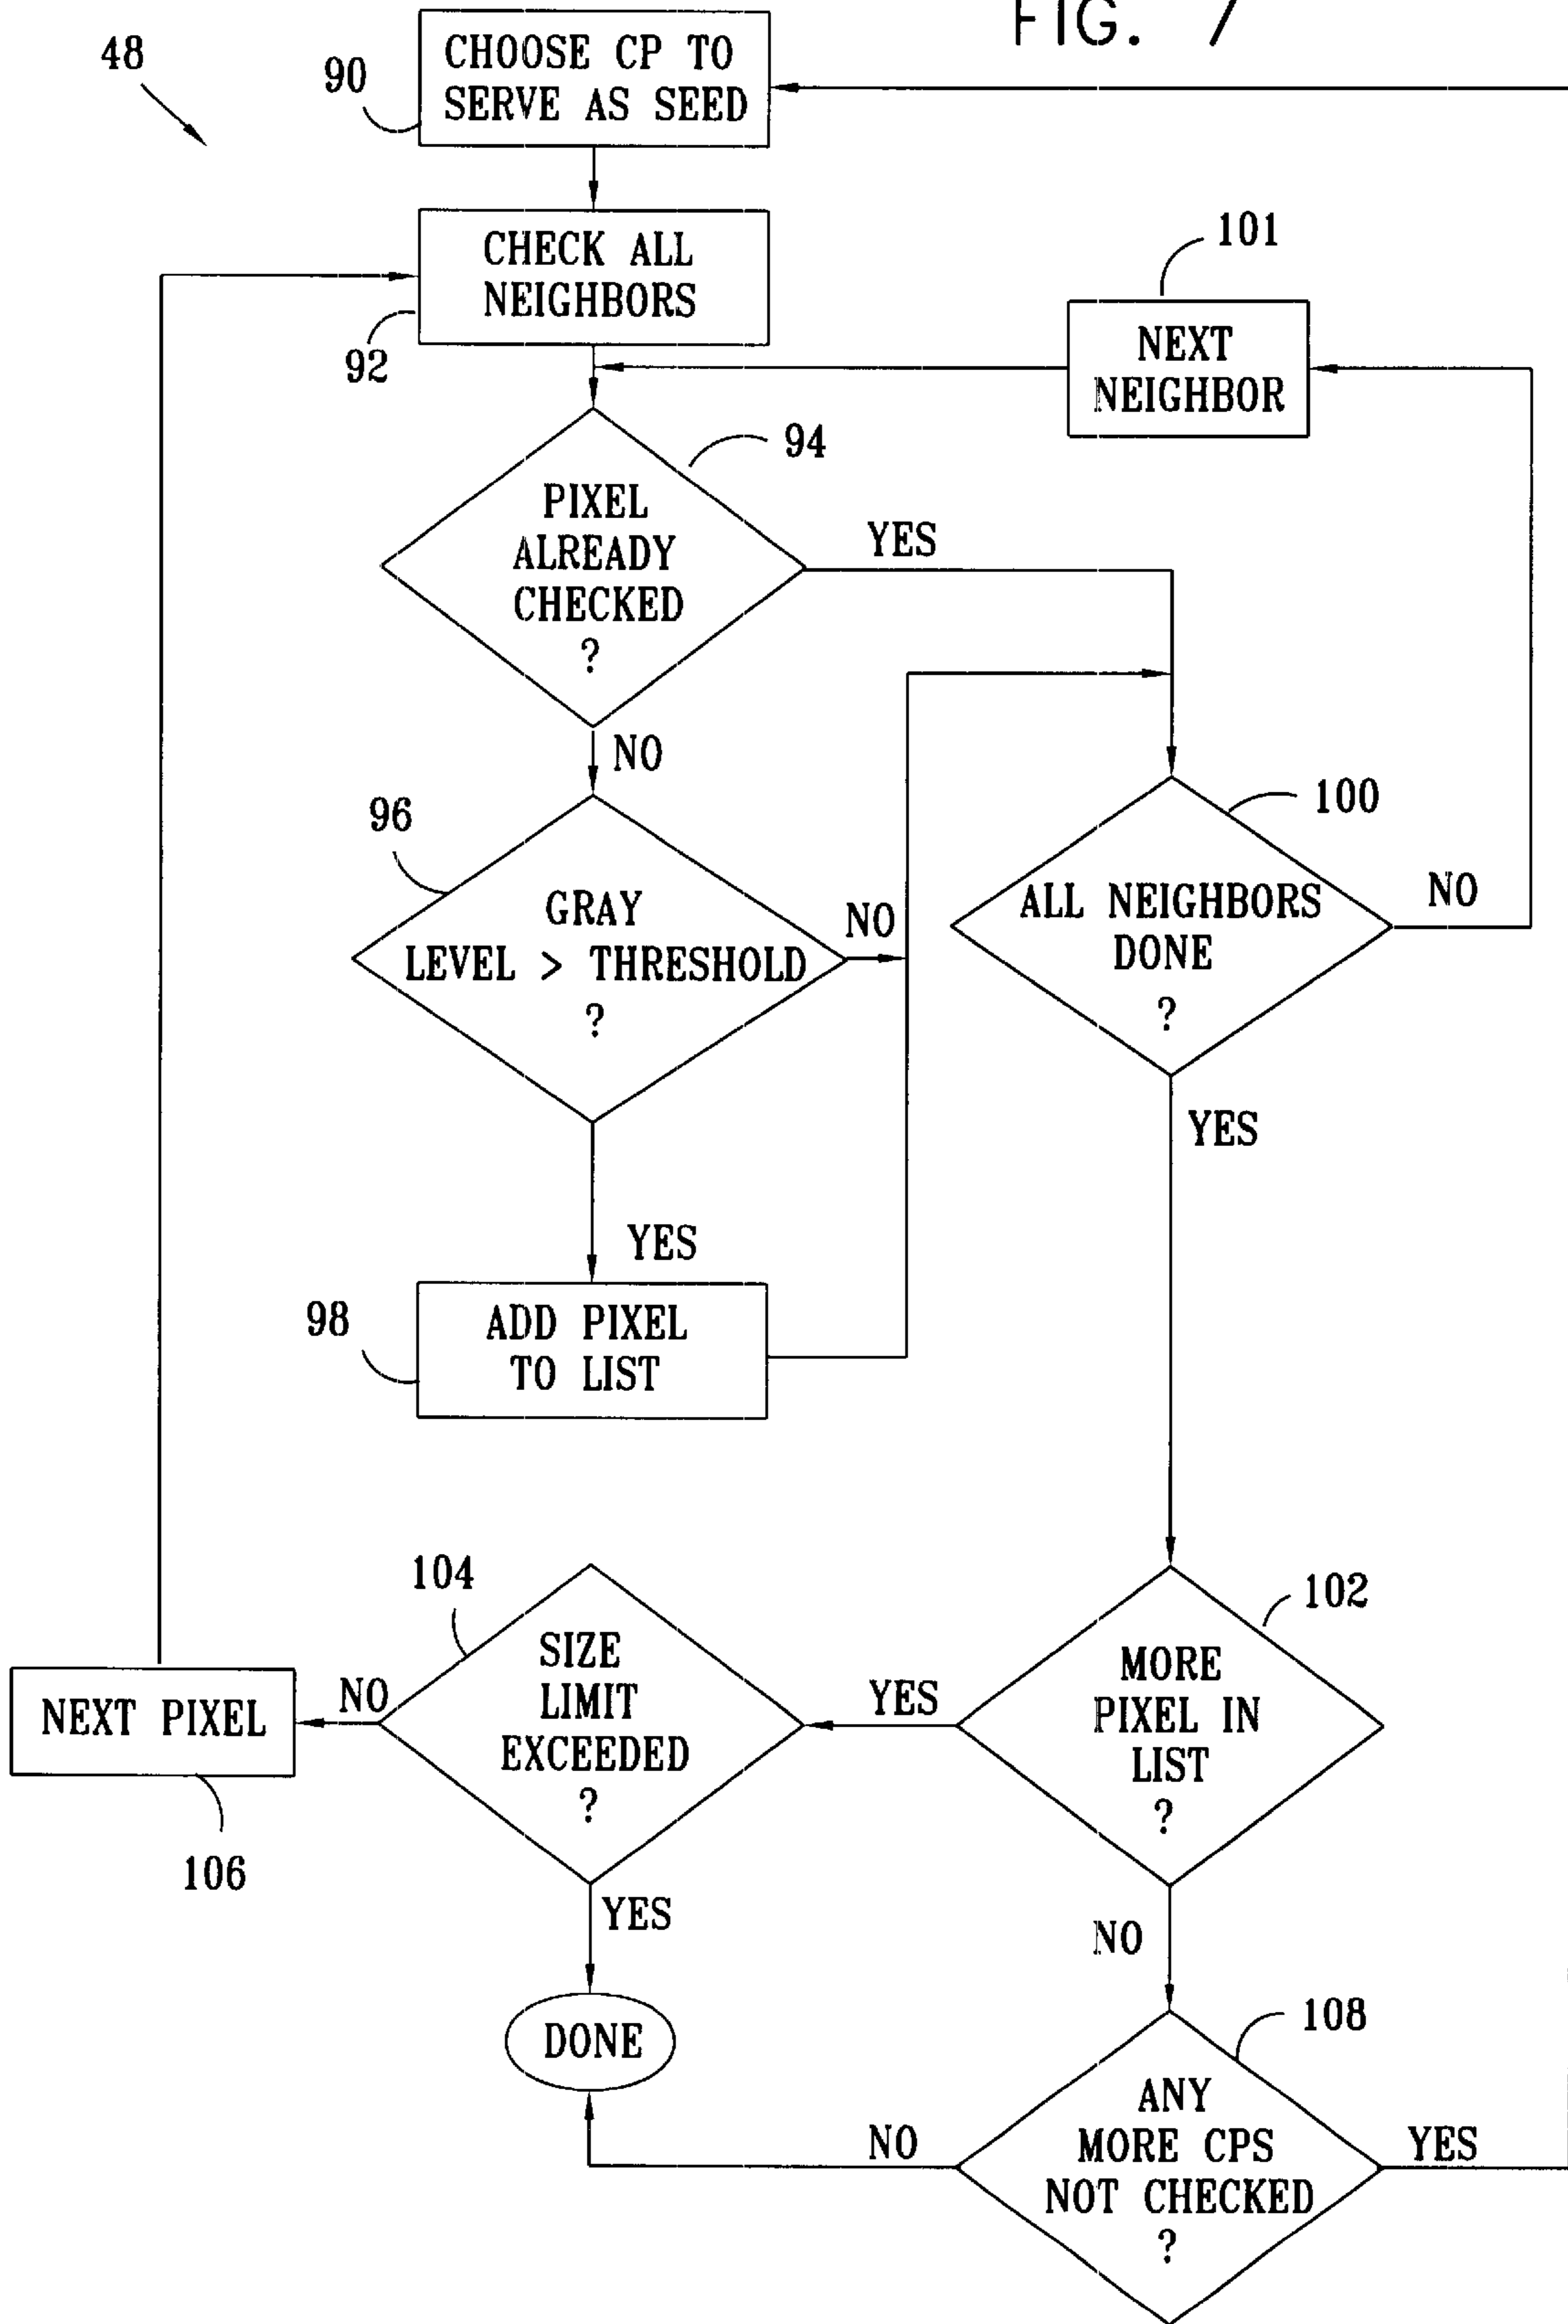 FIG. 7
48
90
CHOOSE CP TO
SERVE AS SEED
92
CHECK ALL
NEIGHBORS
101
NEXT
NEIGHBOR
94
PIXEL
ALREADY
CHECKED
?
YES
NO
96
GRAY
LEVEL > THRESHOLD
?
NO
YES
100
ALL NEIGHBORS
DONE
?
NO
YES
98
ADD PIXEL
TO LIST
102
MORE
PIXEL IN
LIST
?
YES
NO
104
SIZE
LIMIT
EXCEEDED
?
NO
YES
NEXT PIXEL
106
DONE
108
ANY
MORE CPS
NOT CHECKED
?
NO
YES